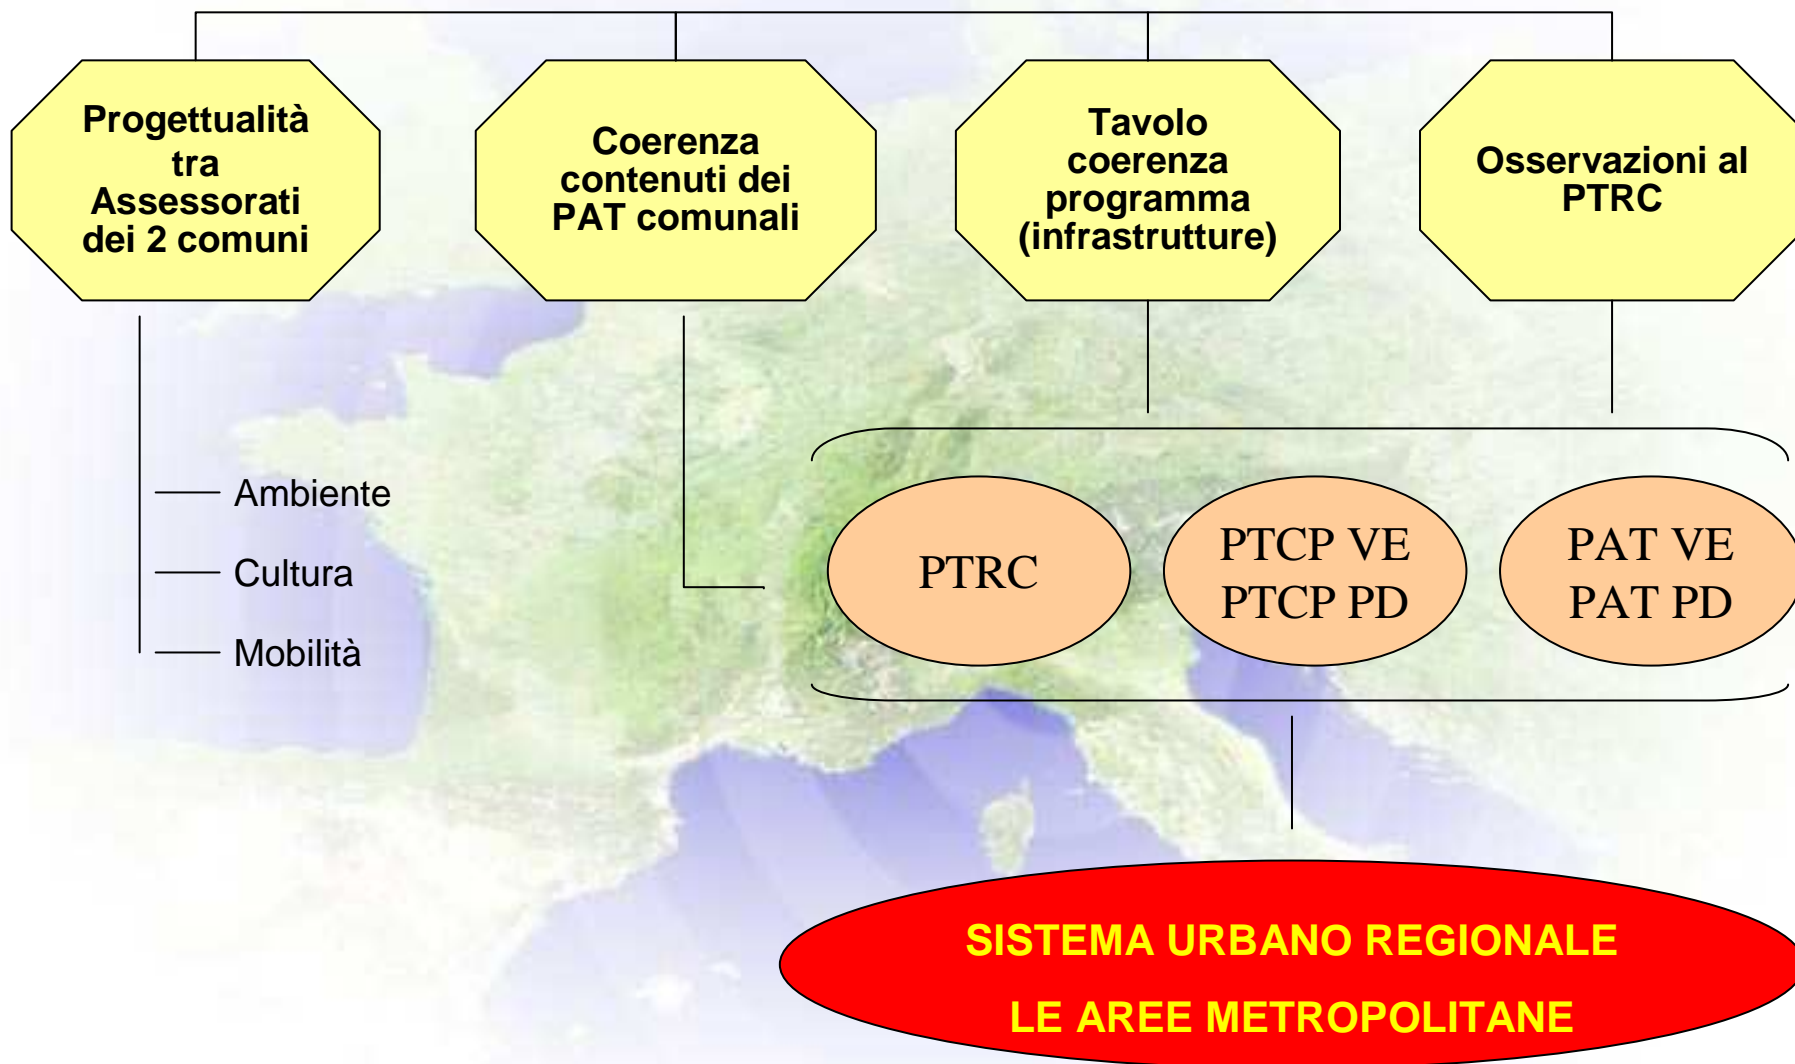 Progettualità
tra
Assessorati
dei 2 comuni
Coerenza
contenuti dei
PAT comunali
Tavolo
coerenza
programma
(infrastrutture)
Osservazioni al
PTRC
Ambiente
Cultura
Mobilità
PTRC
PTCP VE
PTCP PD
PAT VE
PAT PD
SISTEMA URBANO REGIONALE
LE AREE METROPOLITANE